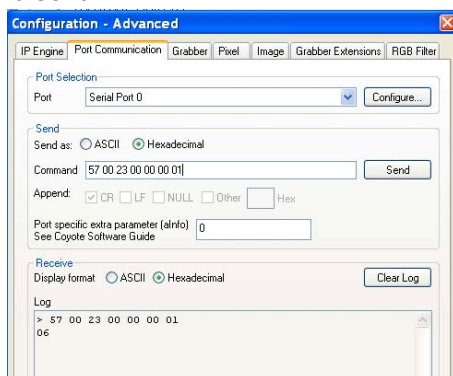 Configuration - Advanced
IP Engine Port Communication Grabber Pixel Image Grabber Extensions RGB Filter
Port Selection
Port Serial Port 0 Configure...
Send
Send as: ASCII Hexadecimal
Command 57 00 23 00 00 00 01 Send
Append: CR LF NULL Other Hex
Port specific extra parameter (aInfo) 0
See Coyote Software Guide
Receive
Display format ASCII Hexadecimal Clear Log
Log
> 57 00 23 00 00 00 01
06